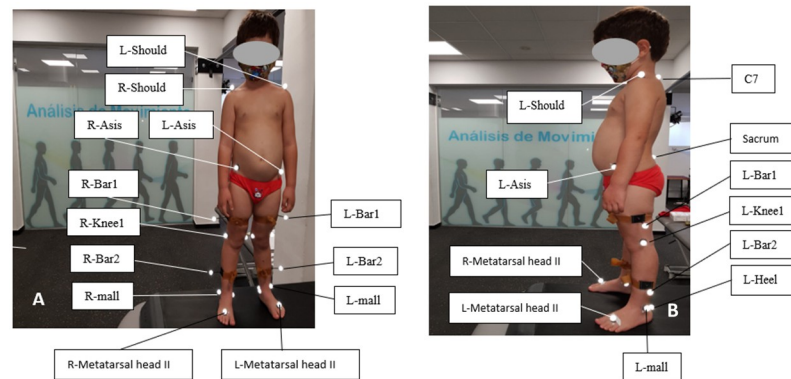 L-Should
R-Should
Análisis de Movimiento
R-Asis
L-Asis
R-Bar1
L-Bar1
R-Knee1
R-Bar2
L-Bar2
R-mall
L-mall
A
R-Metatarsal head II
L-Metatarsal head II
C7
L-Should
Análisis de Movimi
Sacrum
L-Asis
L-Bar1
L-Knee1
L-Bar2
R-Metatarsal head II
L-Heel
L-Metatarsal head II
B
L-mall